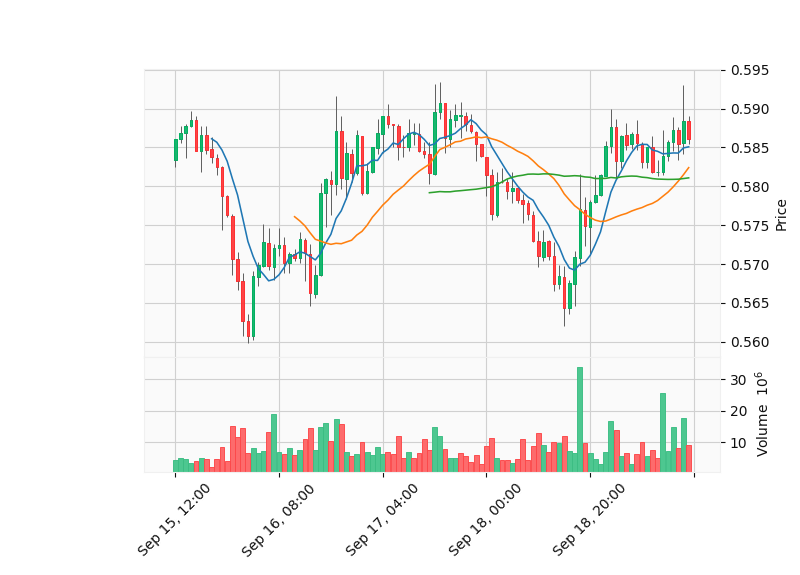 0.595
0.590
0.585
0.580
0.575
0.570
0.565
0.560
Price
30
20
10
Volume 10⁶
Sep 15, 12:00
Sep 16, 08:00
Sep 17, 04:00
Sep 18, 00:00
Sep 18, 20:00